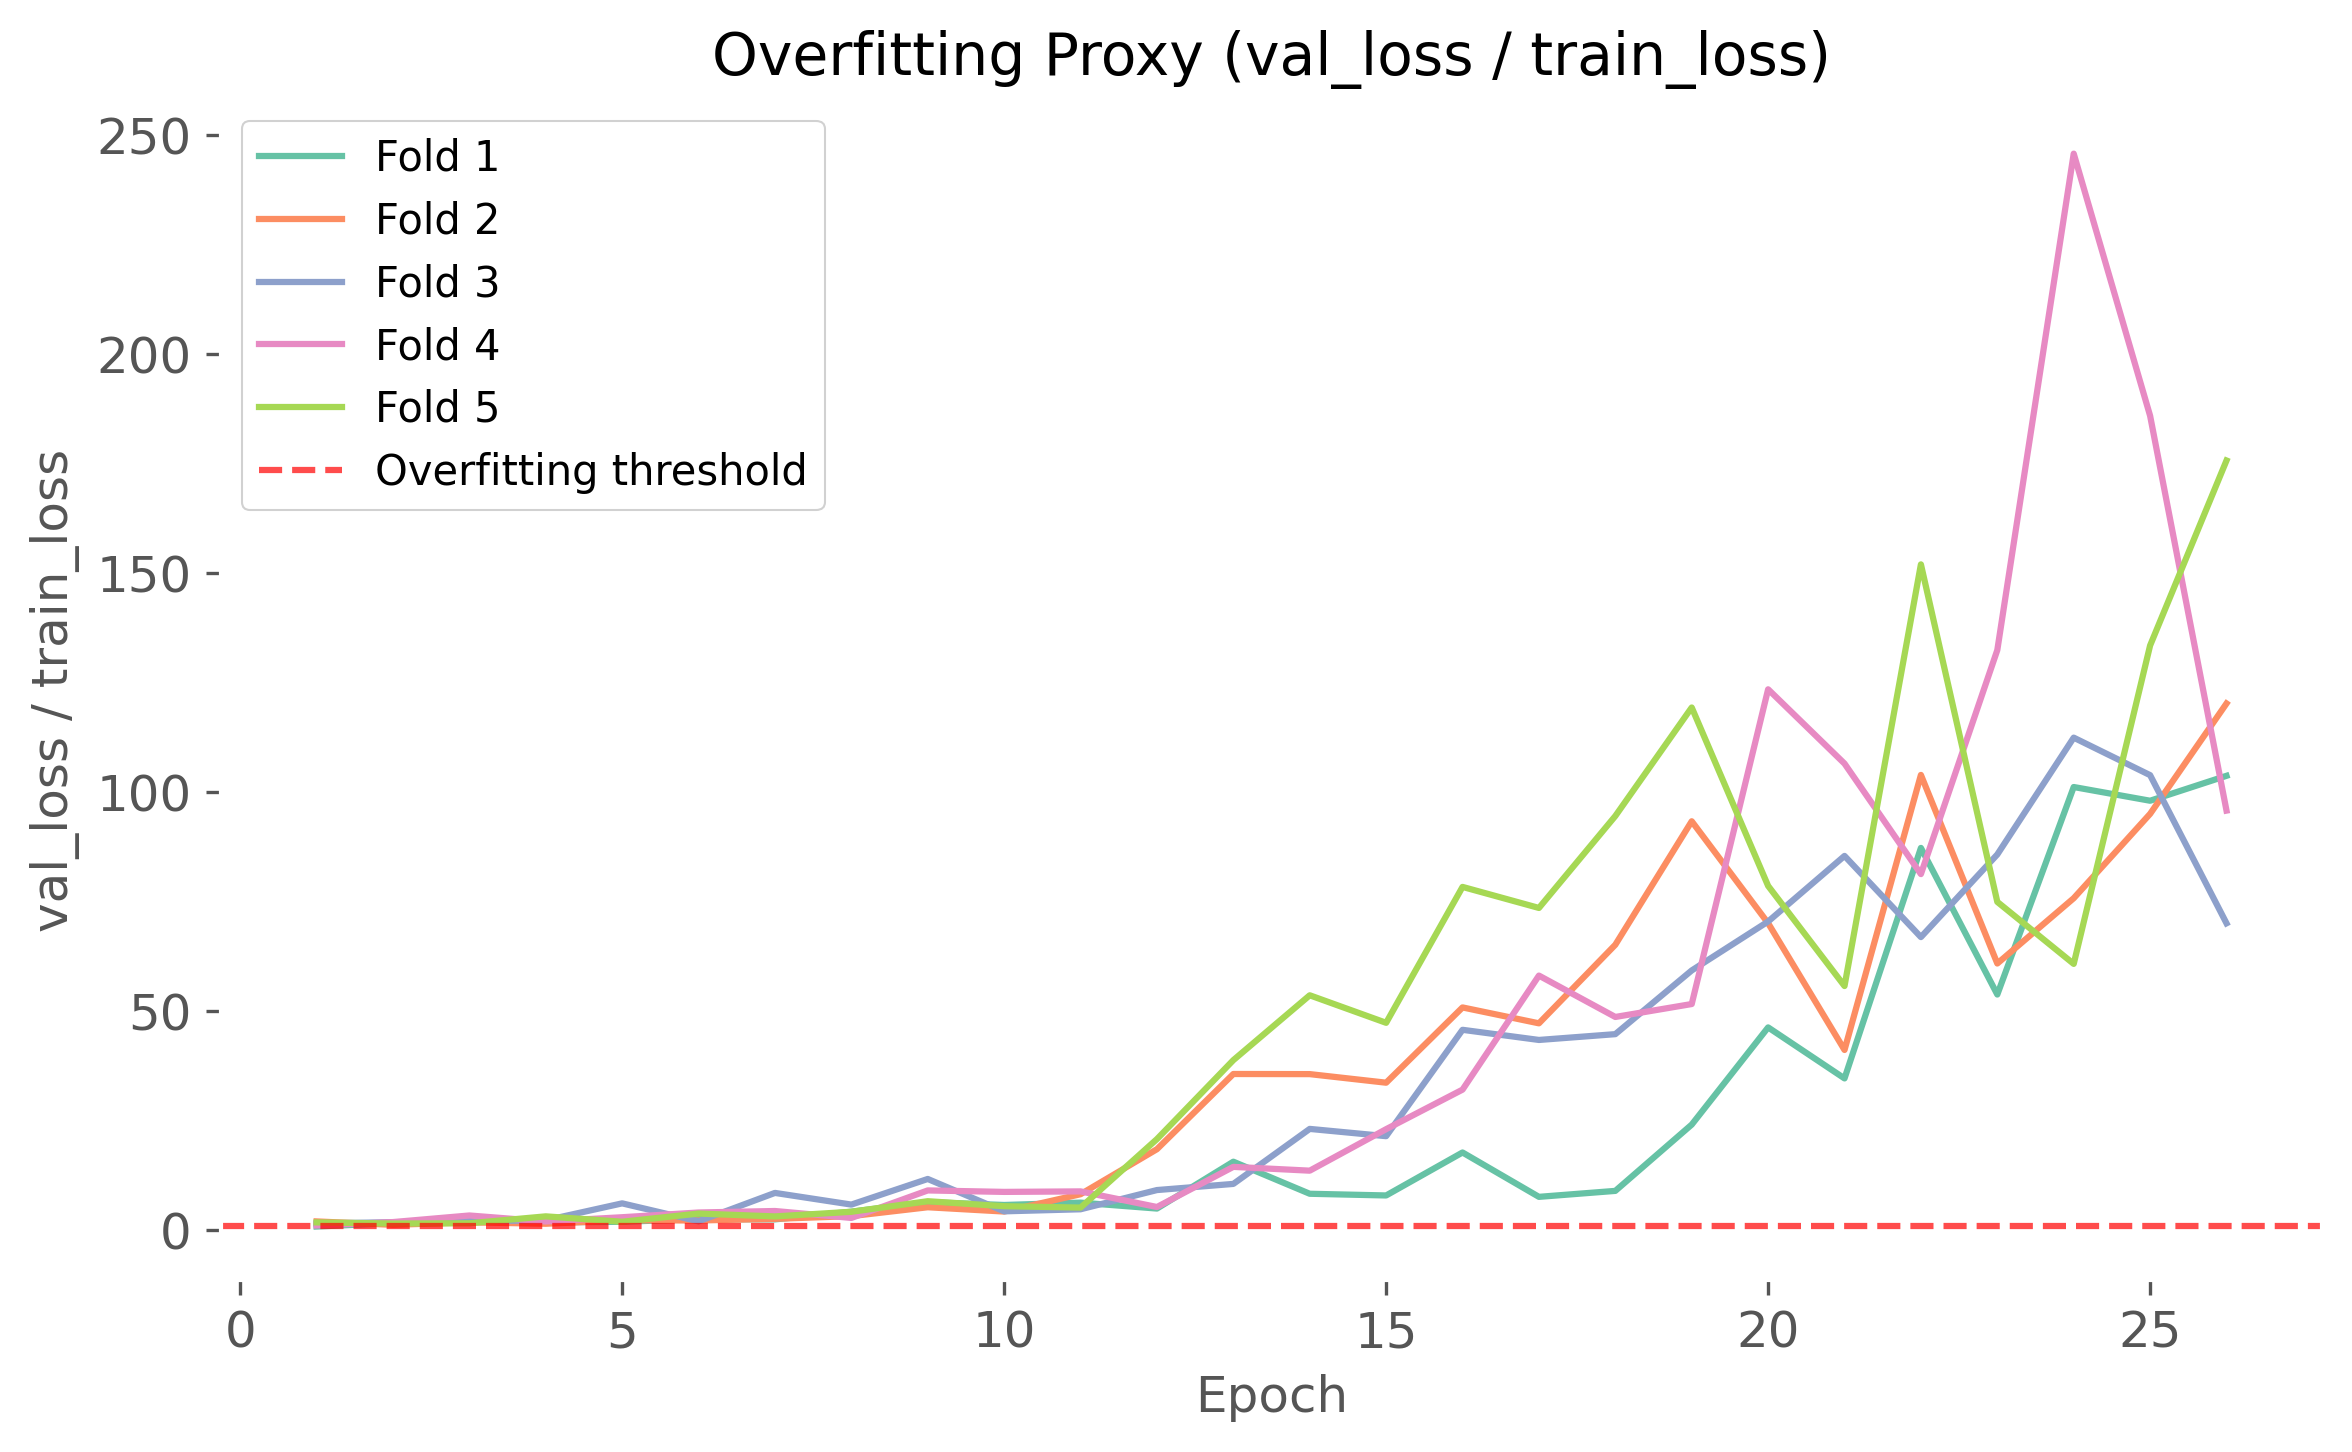 Overfitting Proxy (val_loss / train_loss)
250
200
150
100
50
0
val_loss / train_loss
Fold 1
Fold 2
Fold 3
Fold 4
Fold 5
Overfitting threshold
0 5 10 15 20 25
Epoch